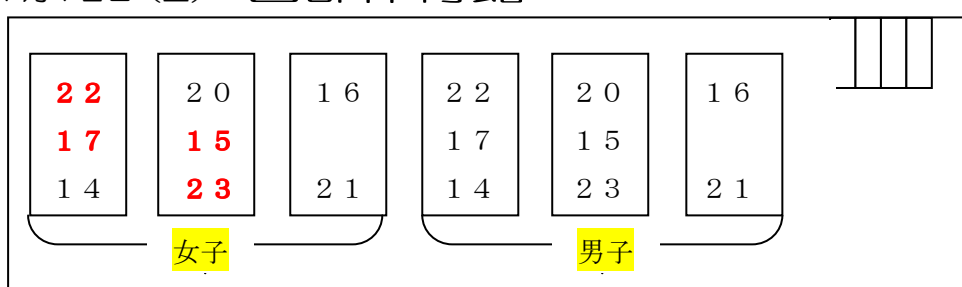 ２２ ２０ １６ ２２ ２０ １６
１７ １５ １７ １５
１４ ２３ ２１ １４ ２３ ２１
女子 男子